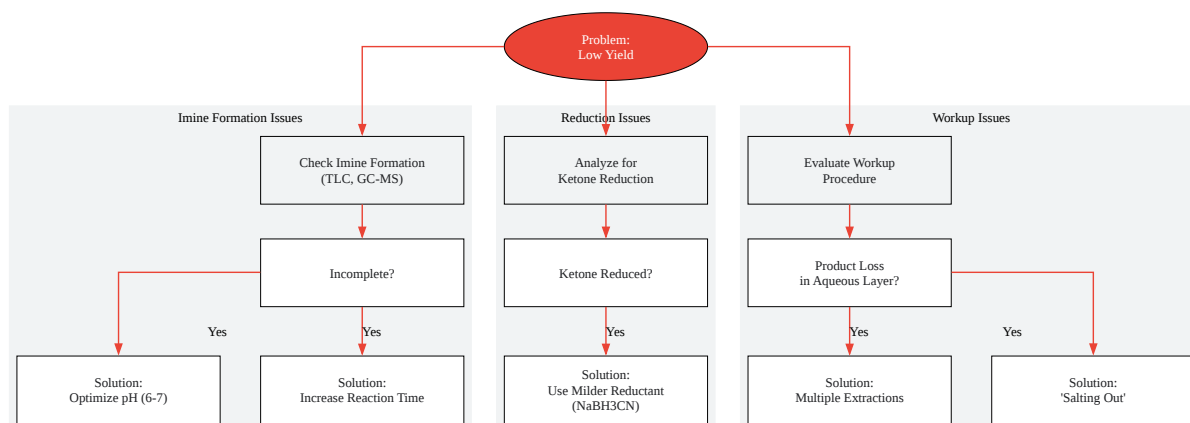 Problem:
Low Yield
Imine Formation Issues
Reduction Issues
Workup Issues
Check Imine Formation
(TLC, GC-MS)
Analyze for
Ketone Reduction
Evaluate Workup
Procedure
Incomplete?
Ketone Reduced?
Product Loss
in Aqueous Layer?
Yes
Yes
Yes
Yes
Yes
Solution:
Optimize pH (6-7)
Solution:
Increase Reaction Time
Solution:
Use Milder Reductant
(NaBH3CN)
Solution:
Multiple Extractions
Solution:
'Salting Out'